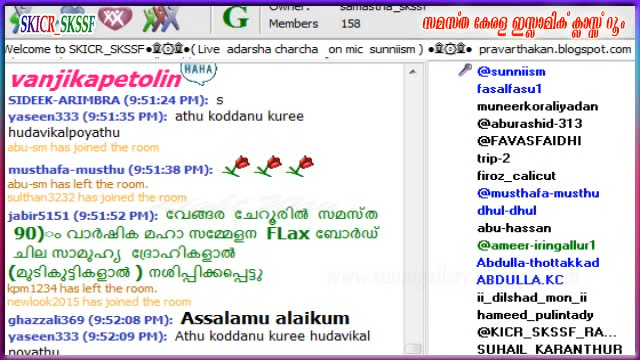 SKICR_SKSSF
G
Owner
samastha_skssf
Members
158
സമസ്ത കേരള ഇസ്ലാമിക് ക്ലാസ്സ് റൂം
Welcome to SKICR_SKSSF●۩۞۩●( Live adarsha charcha on mic sunniism ) ●۩۞۩● pravarthakan.blogspot.com
vanjikapetolin
HAHA
SIDEEK-ARIMBRA (9:51:24 PM): s
yaseen333 (9:51:35 PM): athu koddanu kuree
hudavikalpoyathu
abu-sm has joined the room.
musthafa-musthu (9:51:38 PM):
abu-sm has left the room.
sulthan3232 has joined the room
jabir5151 (9:51:52 PM): വേങ്ങര ചേറൂരിൽ സമസ്ത
90)ം വാർഷിക മഹാ സമ്മേളന FLax ബോർഡ്
ചില സാമുഹ്യ ദ്രോഹികളാൽ
(മുടികുട്ടികളാൽ ) നശിപ്പിക്കപ്പെട്ടു
kpm1234 has left the room.
newlook2015 has joined the room
ghazzali369 (9:52:08 PM): Assalamu alaikum
yaseen333 (9:52:09 PM): Athu koddanu kuree hudavikal
poyathu
@sunniism
fasalfasu1
muneerkoraliyadan
@aburashid-313
@FAVASFAIDHI
trip-2
firoz_calicut
@musthafa-musthu
dhul-dhul
abu-hassan
@ameer-iringallur1
Abdulla-thottakkad
ABDULLA.KC
ii_dilshad_mon_ii
hameed_pulintady
@KICR_SKSSF_RA...
SUHAIL_KARANTHUR